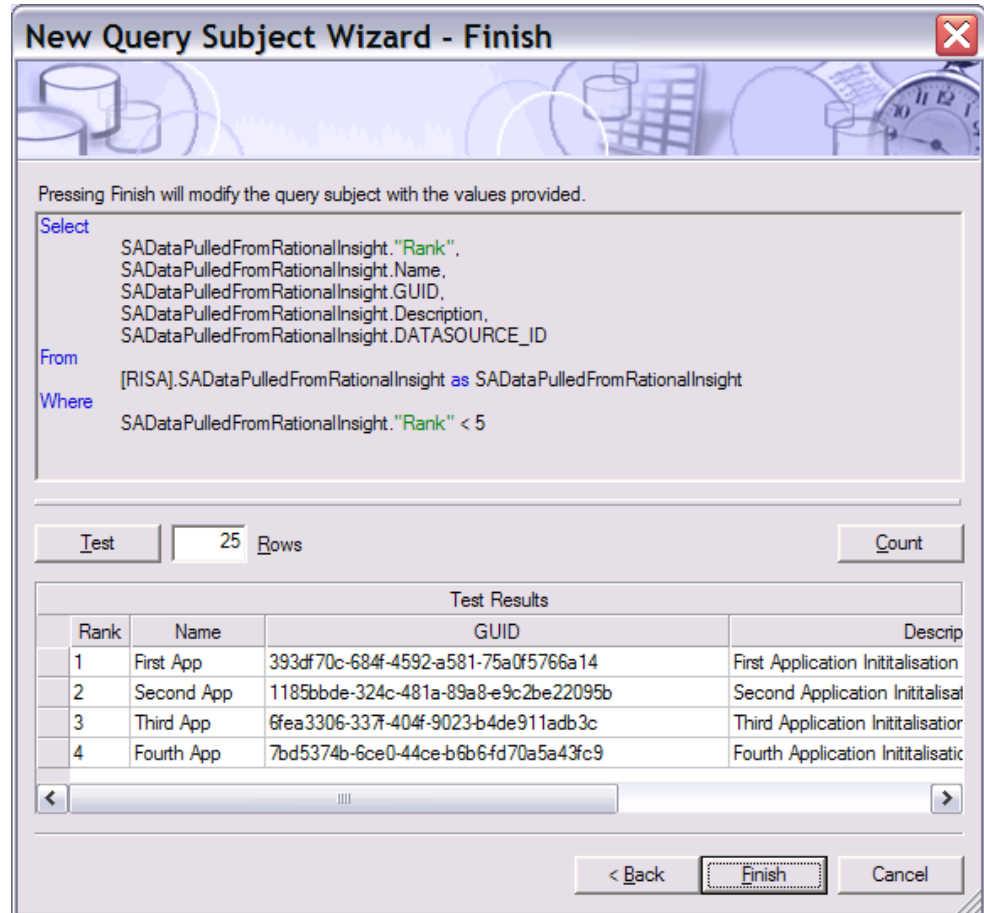 New Query Subject Wizard - Finish
11 12
10
Pressing Finish will modify the query subject with the values provided.
Select
SADataPulledFromRationalInsight."Rank",
SADataPulledFromRationalInsight.Name,
SADataPulledFromRationalInsight.GUID,
SADataPulledFromRationalInsight.Description,
SADataPulledFromRationalInsight.DATASOURCE_ID
From
[RISA].SADataPulledFromRationalInsight as SADataPulledFromRationalInsight
Where
SADataPulledFromRationalInsight."Rank" < 5
Test 25 Rows Count
Test Results
Rank Name GUID Descrip
1 First App 393df70c-684f-4592-a581-75a0f5766a14 First Application Inititalisation
2 Second App 1185bbde-324c-481a-89a8-e9c2be22095b Second Application Inititalisat
3 Third App 6fea3306-337f-404f-9023-b4de911adb3c Third Application Inititalisation
4 Fourth App 7bd5374b-6ce0-44ce-b6b6-fd70a5a43fc9 Fourth Application Inititalisatic
< Back Finish Cancel